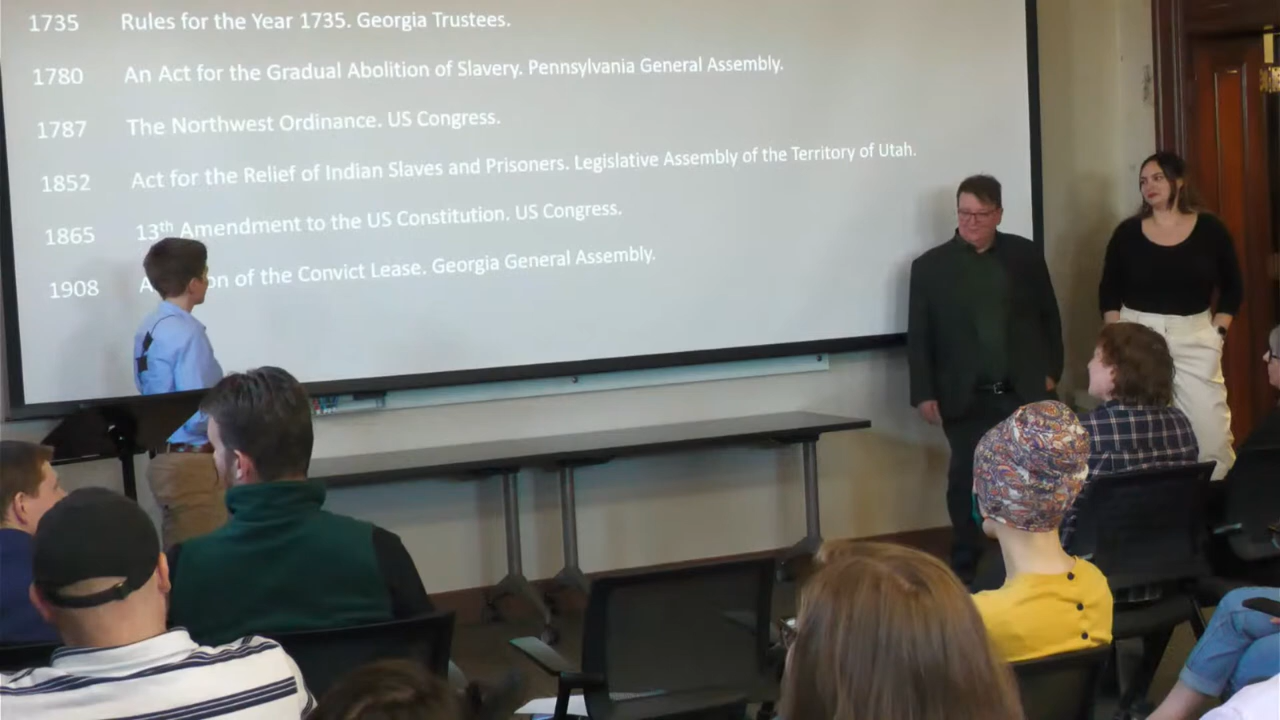 1735 Rules for the Year 1735. Georgia Trustees.
1780 An Act for the Gradual Abolition of Slavery. Pennsylvania General Assembly.
1787 The Northwest Ordinance. US Congress.
1852 Act for the Relief of Indian Slaves and Prisoners. Legislative Assembly of the Territory of Utah.
1865 13th Amendment to the US Constitution. US Congress.
1908 of the Convict Lease. Georgia General Assembly.